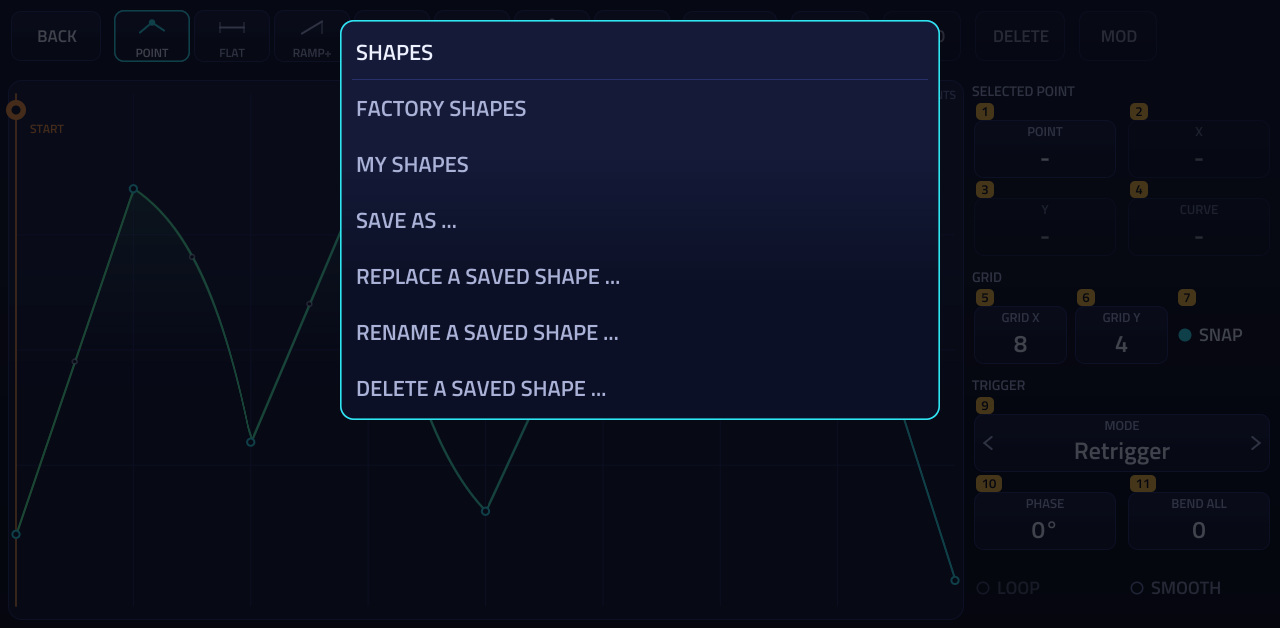 BACK
POINT
FLAT
RAMP+
DELETE
MOD
SHAPES
FACTORY SHAPES
MY SHAPES
SAVE AS ...
REPLACE A SAVED SHAPE ...
RENAME A SAVED SHAPE ...
DELETE A SAVED SHAPE ...
START
SELECTED POINT
1
POINT
-
2
X
-
3
Y
-
4
CURVE
-
GRID
5
GRID X
8
6
GRID Y
4
7
SNAP
TRIGGER
9
MODE
Retrigger
10
PHASE
0°
11
BEND ALL
0
LOOP
SMOOTH